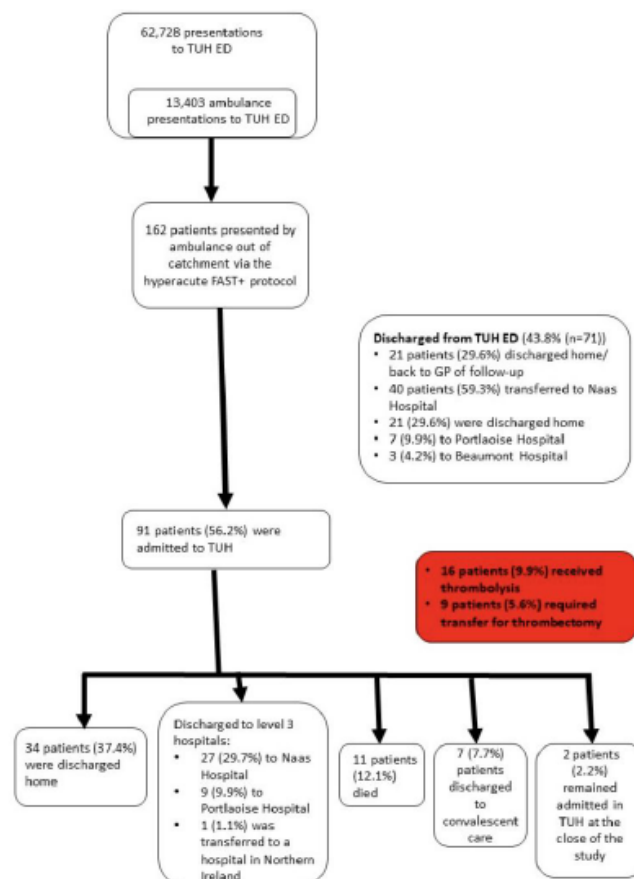 62,728 presentations
to TUH ED
13,403 ambulance
presentations to TUH ED
162 patients presented by
ambulance out of
catchment via the
hyperacute FAST+ protocol
Discharged from TUH ED (43.8% (n=71))
• 21 patients (29.6%) discharged home/
back to GP of follow-up
• 40 patients (59.3%) transferred to Naas
Hospital
• 21 (29.6%) were discharged home
• 7 (9.9%) to Portlaoise Hospital
• 3 (4.2%) to Beaumont Hospital
91 patients (56.2%) were
admitted to TUH
• 16 patients (9.9%) received
thrombolysis
• 9 patients (5.6%) required
transfer for thrombectomy
34 patients (37.4%)
were discharged
home
Discharged to level 3
hospitals:
• 27 (29.7%) to Naas
Hospital
• 9 (9.9%) to
Portlaoise Hospital
• 1 (1.1%) was
transferred to a
hospital in Northern
Ireland
11 patients
(12.1%)
died
7 (7.7%)
patients
discharged
to
convalescent
care
2 patients
(2.2%)
remained
admitted in
TUH at the
close of the
study